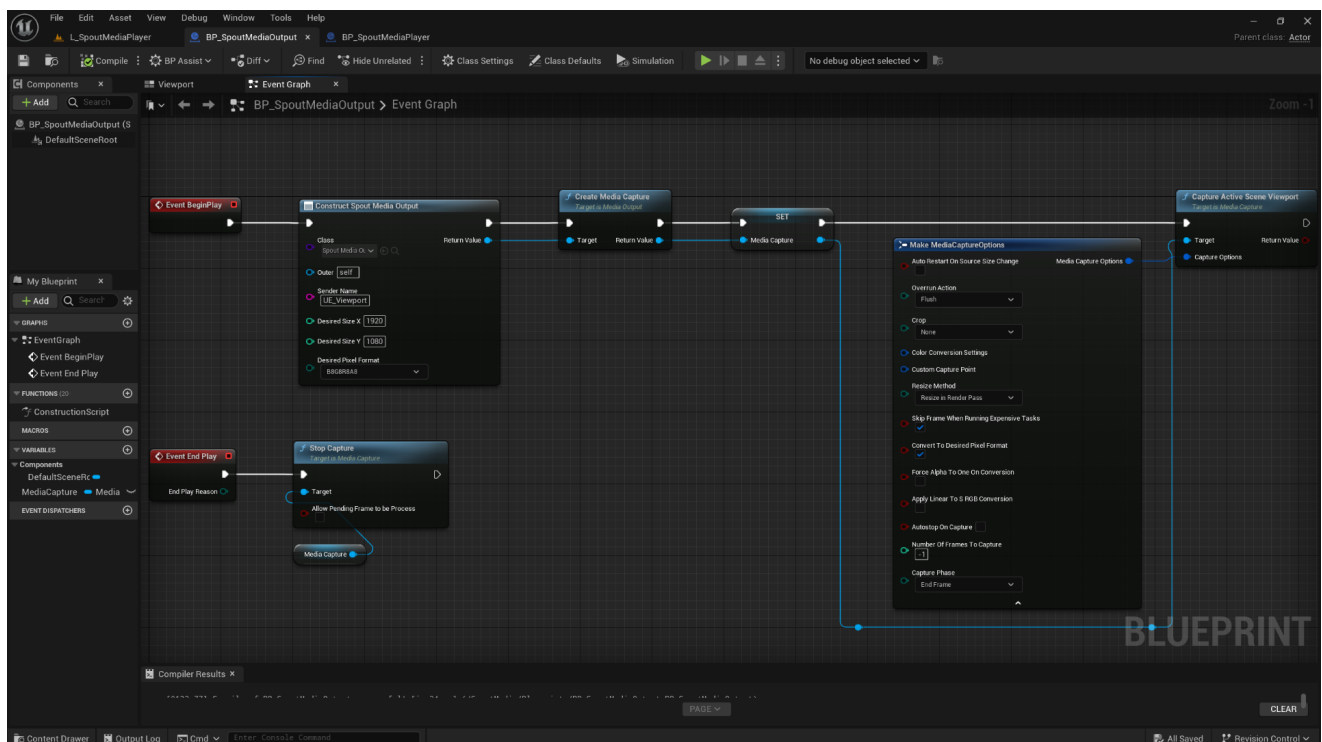 File Edit Asset View Debug Window Tools Help
L_SpoutMediaPlayer BP_SpoutMediaOutput × BP_SpoutMediaPlayer
Parent class: Actor
Compile BP Assist Diff Find Hide Unrelated Class Settings Class Defaults Simulation No debug object selected
Components × Viewport Event Graph ×
+ Add Search
BP_SpoutMediaOutput > Event Graph
Zoom -1
BP_SpoutMediaOutput (S
DefaultSceneRoot
My Blueprint ×
+ Add Search
GRAPHS
EventGraph
Event BeginPlay
Event End Play
FUNCTIONS (20
ConstructionScript
MACROS
VARIABLES
Components
DefaultSceneRc
MediaCapture Media
EVENT DISPATCHERS
Event BeginPlay
Construct Spout Media Output
Class
Spout Media Ou
Return Value
Outer self
Sender Name
UE_Viewport
Desired Size X 1920
Desired Size Y 1080
Desired Pixel Format
B8G8R8A8
Create Media Capture
Target is Media Output
Target Return Value
SET
Media Capture
Make MediaCaptureOptions
Auto Restart On Source Size Change Media Capture Options
Overrun Action
Flush
Crop
None
Color Conversion Settings
Custom Capture Point
Resize Method
Resize in Render Pass
Skip Frame When Running Expensive Tasks
Convert To Desired Pixel Format
Force Alpha To One On Conversion
Apply Linear To S RGB Conversion
Autostop On Capture
Number Of Frames To Capture
-1
Capture Phase
End Frame
Capture Active Scene Viewport
Target is Media Capture
Target Return Value
Capture Options
Event End Play
End Play Reason
Stop Capture
Target is Media Capture
Target
Allow Pending Frame to be Process
Media Capture
BLUEPRINT
Compiler Results ×
PAGE
CLEAR
Content Drawer Output Log Cmd Enter Console Command All Saved Revision Control